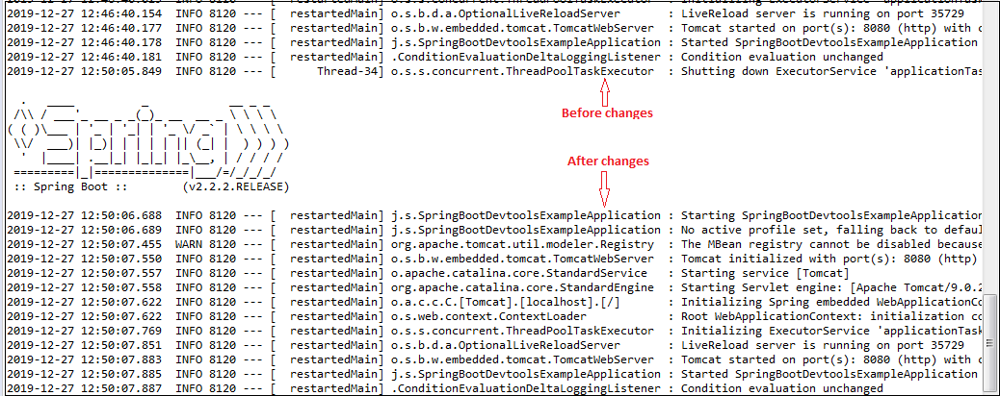 2019-12-27 12:46:40.154  INFO 8120 --- [  restartedMain] o.s.b.d.a.OptionalLiveReloadServer       : LiveReload server is running on port 35729
2019-12-27 12:46:40.177  INFO 8120 --- [  restartedMain] o.s.b.w.embedded.tomcat.TomcatWebServer  : Tomcat started on port(s): 8080 (http) with c
2019-12-27 12:46:40.178  INFO 8120 --- [  restartedMain] j.s.SpringBootDevtoolsExampleApplication : Started SpringBootDevtoolsExampleApplication
2019-12-27 12:46:40.181  INFO 8120 --- [  restartedMain] .ConditionEvaluationDeltaLoggingListener : Condition evaluation unchanged
2019-12-27 12:50:05.849  INFO 8120 --- [      Thread-34] o.s.s.concurrent.ThreadPoolTaskExecutor  : Shutting down ExecutorService 'applicationTas
Before changes
Spring
After changes
:: Spring Boot ::        (v2.2.2.RELEASE)
2019-12-27 12:50:06.688  INFO 8120 --- [  restartedMain] j.s.SpringBootDevtoolsExampleApplication : Starting SpringBootDevtoolsExampleApplication
2019-12-27 12:50:06.689  INFO 8120 --- [  restartedMain] j.s.SpringBootDevtoolsExampleApplication : No active profile set, falling back to defaul
2019-12-27 12:50:07.455  WARN 8120 --- [  restartedMain] org.apache.tomcat.util.modeler.Registry  : The MBean registry cannot be disabled because
2019-12-27 12:50:07.550  INFO 8120 --- [  restartedMain] o.s.b.w.embedded.tomcat.TomcatWebServer  : Tomcat initialized with port(s): 8080 (http)
2019-12-27 12:50:07.557  INFO 8120 --- [  restartedMain] o.apache.catalina.core.StandardService   : Starting service [Tomcat]
2019-12-27 12:50:07.558  INFO 8120 --- [  restartedMain] org.apache.catalina.core.StandardEngine  : Starting Servlet engine: [Apache Tomcat/9.0.2
2019-12-27 12:50:07.622  INFO 8120 --- [  restartedMain] o.a.c.c.C.[Tomcat].[localhost].[/]       : Initializing Spring embedded WebApplicationCo
2019-12-27 12:50:07.622  INFO 8120 --- [  restartedMain] o.s.web.context.ContextLoader            : Root WebApplicationContext: initialization co
2019-12-27 12:50:07.769  INFO 8120 --- [  restartedMain] o.s.s.concurrent.ThreadPoolTaskExecutor  : Initializing ExecutorService 'applicationTask
2019-12-27 12:50:07.851  INFO 8120 --- [  restartedMain] o.s.b.d.a.OptionalLiveReloadServer       : LiveReload server is running on port 35729
2019-12-27 12:50:07.883  INFO 8120 --- [  restartedMain] o.s.b.w.embedded.tomcat.TomcatWebServer  : Tomcat started on port(s): 8080 (http) with c
2019-12-27 12:50:07.885  INFO 8120 --- [  restartedMain] j.s.SpringBootDevtoolsExampleApplication : Started SpringBootDevtoolsExampleApplication
2019-12-27 12:50:07.887  INFO 8120 --- [  restartedMain] .ConditionEvaluationDeltaLoggingListener : Condition evaluation unchanged